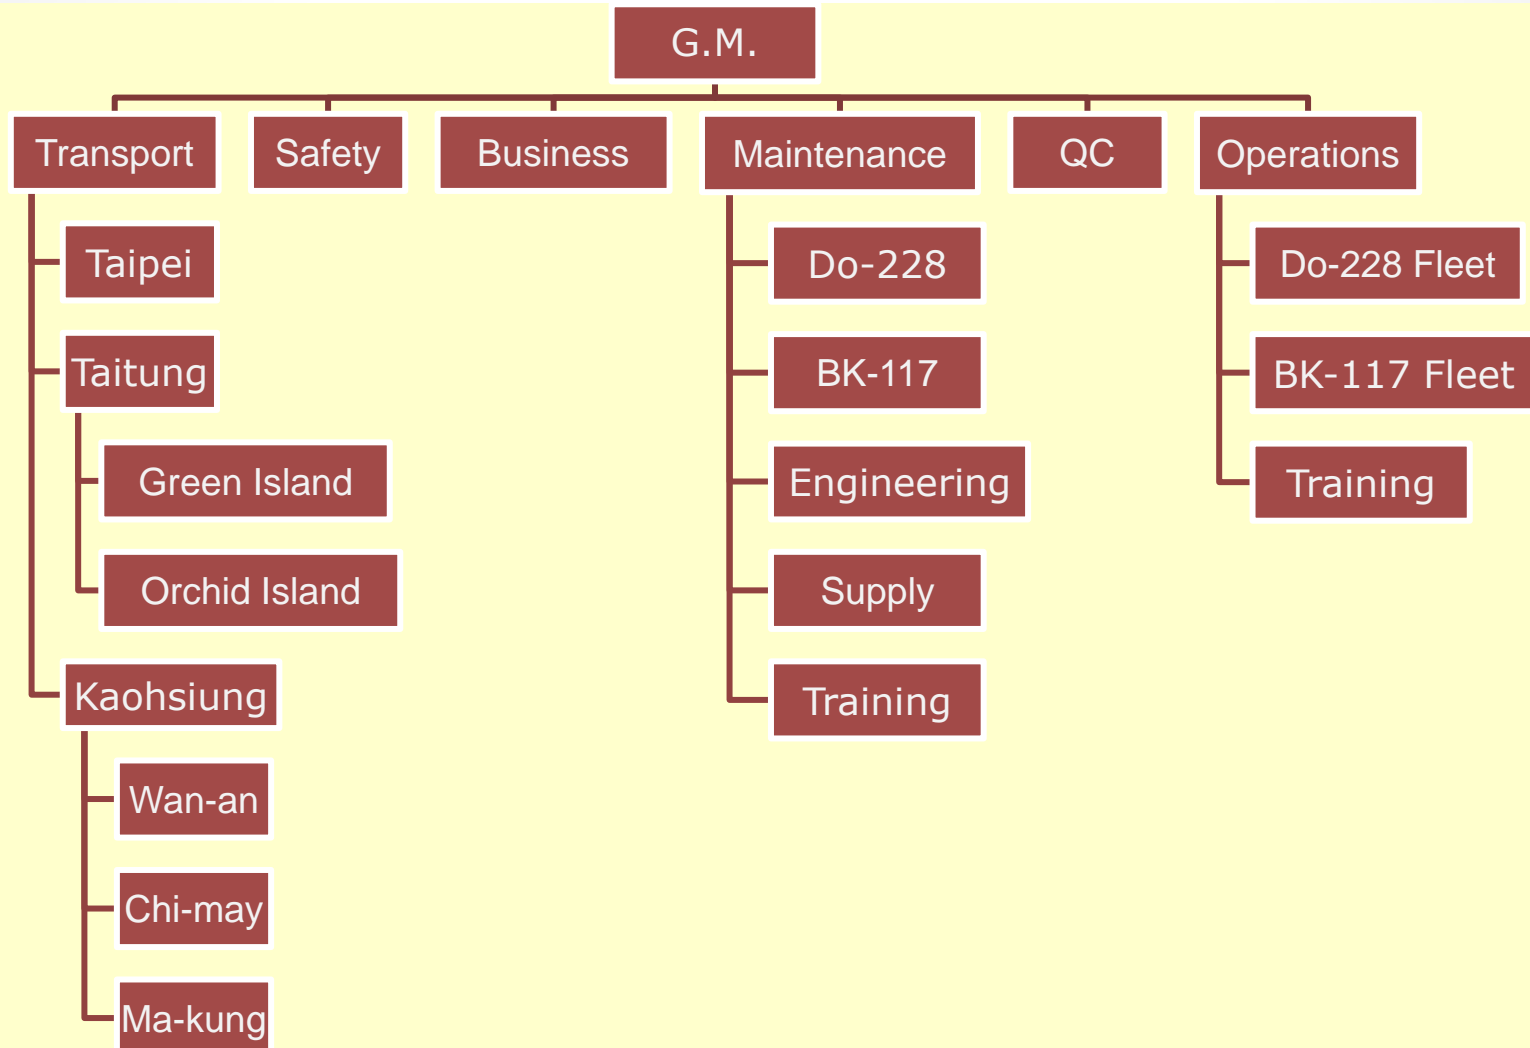 G.M.
Transport
Safety
Business
Maintenance
QC
Operations
Taipei
Taitung
Green Island
Orchid Island
Kaohsiung
Wan-an
Chi-may
Ma-kung
Do-228
BK-117
Engineering
Supply
Training
Do-228 Fleet
BK-117 Fleet
Training